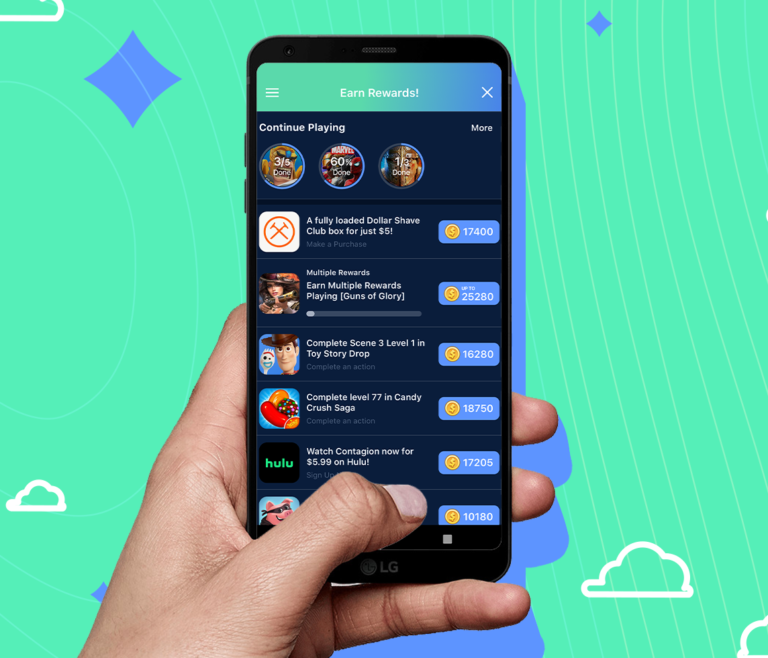 Earn Rewards!
Continue Playing
More
3/5
Done
MARVEL
60%
Done
1/3
Done
A fully loaded Dollar Shave
Club box for just $5!
Make a Purchase
17400
Multiple Rewards
Earn Multiple Rewards
Playing [Guns of Glory]
UP TO
25280
Complete Scene 3 Level 1 in
Toy Story Drop
Complete an action
16280
Complete level 77 in Candy
Crush Saga
Complete an action
18750
hulu
Watch Contagion now for
$5.99 on Hulu!
Sign Up
17205
10180
LG